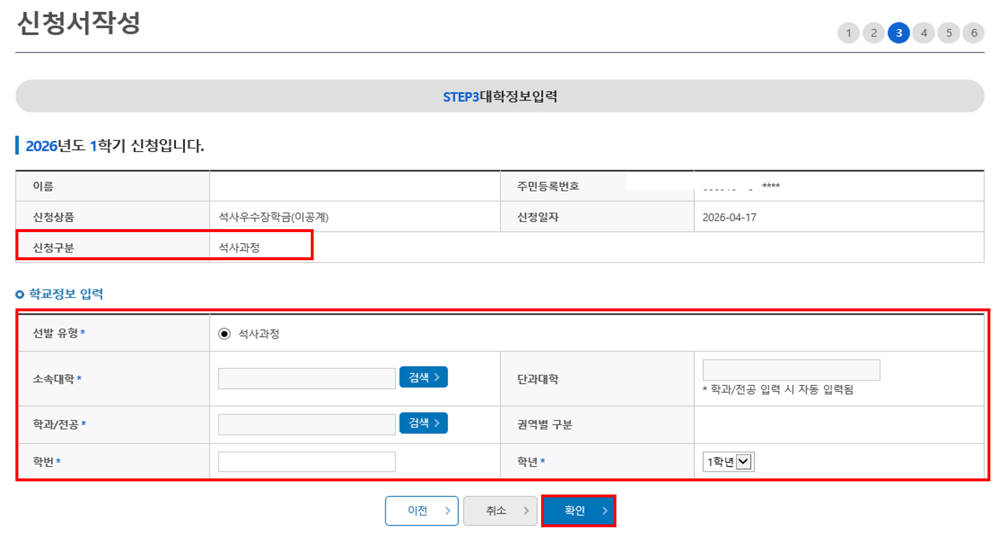 신청서작성
1 2 3 4 5 6
STEP3대학정보입력
2026년도 1학기 신청입니다.
이름 주민등록번호 *****
신청상품 석사우수장학금(이공계) 신청일자 2026-04-17
신청구분 석사과정
학교정보 입력
선발 유형* 석사과정
소속대학* 검색 단과대학
* 학과/전공 입력 시 자동 입력됨
학과/전공* 검색 권역별 구분
학번* 학년* 1학년
이전 취소 확인